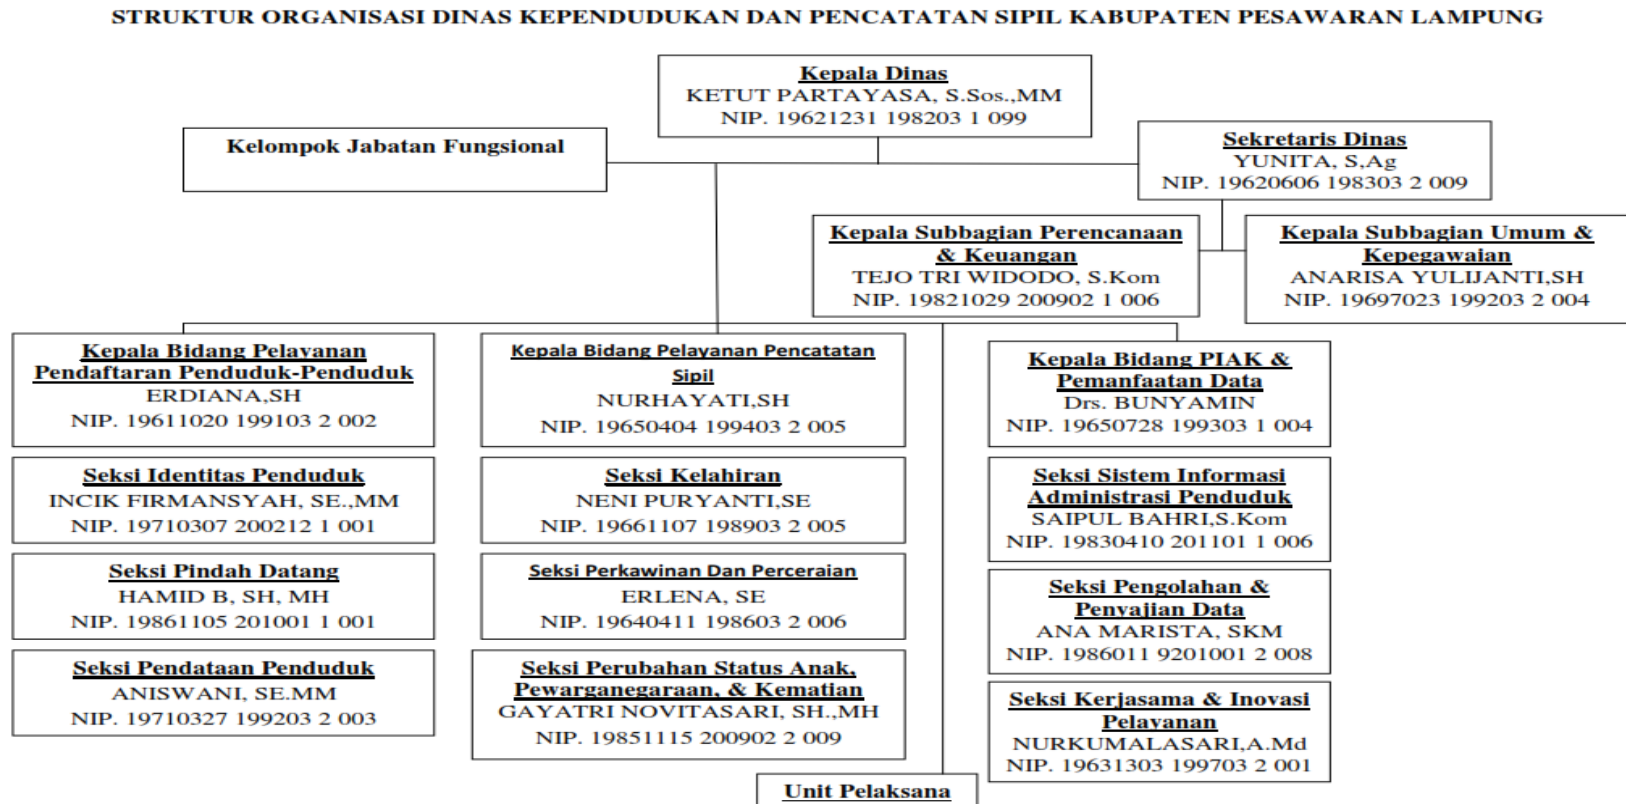 STRUKTUR ORGANISASI DINAS KEPENDUDUKAN DAN PENCATATAN SIPIL KABUPATEN PESAWARAN LAMPUNG
Kepala Dinas
KETUT PARTAYASA, S.Sos.,MM
NIP. 19621231 198203 1 099
Kelompok Jabatan Fungsional
Sekretaris Dinas
YUNITA, S,Ag
NIP. 19620606 198303 2 009
Kepala Subbagian Perencanaan
& Keuangan
TEJO TRI WIDODO, S.Kom
NIP. 19821029 200902 1 006
Kepala Subbagian Umum &
Kepegawaian
ANARISA YULIJANTI,SH
NIP. 19697023 199203 2 004
Kepala Bidang Pelayanan
Pendaftaran Penduduk-Penduduk
ERDIANA,SH
NIP. 19611020 199103 2 002
Seksi Identitas Penduduk
INCIK FIRMANSYAH, SE.,MM
NIP. 19710307 200212 1 001
Seksi Pindah Datang
HAMID B, SH, MH
NIP. 19861105 201001 1 001
Seksi Pendataan Penduduk
ANISWANI, SE.MM
NIP. 19710327 199203 2 003
Kepala Bidang Pelayanan Pencatatan
Sipil
NURHAYATI,SH
NIP. 19650404 199403 2 005
Seksi Kelahiran
NENI PURYANTI,SE
NIP. 19661107 198903 2 005
Seksi Perkawinan Dan Perceraian
ERLENA, SE
NIP. 19640411 198603 2 006
Seksi Perubahan Status Anak,
Pewarganegaraan, & Kematian
GAYATRI NOVITASARI, SH.,MH
NIP. 19851115 200902 2 009
Kepala Bidang PIAK &
Pemanfaatan Data
Drs. BUNYAMIN
NIP. 19650728 199303 1 004
Seksi Sistem Informasi
Administrasi Penduduk
SAIPUL BAHRI,S.Kom
NIP. 19830410 201101 1 006
Seksi Pengolahan &
Penyajian Data
ANA MARISTA, SKM
NIP. 1986011 9201001 2 008
Seksi Kerjasama & Inovasi
Pelayanan
NURKUMALASARI,A.Md
NIP. 19631303 199703 2 001
Unit Pelaksana